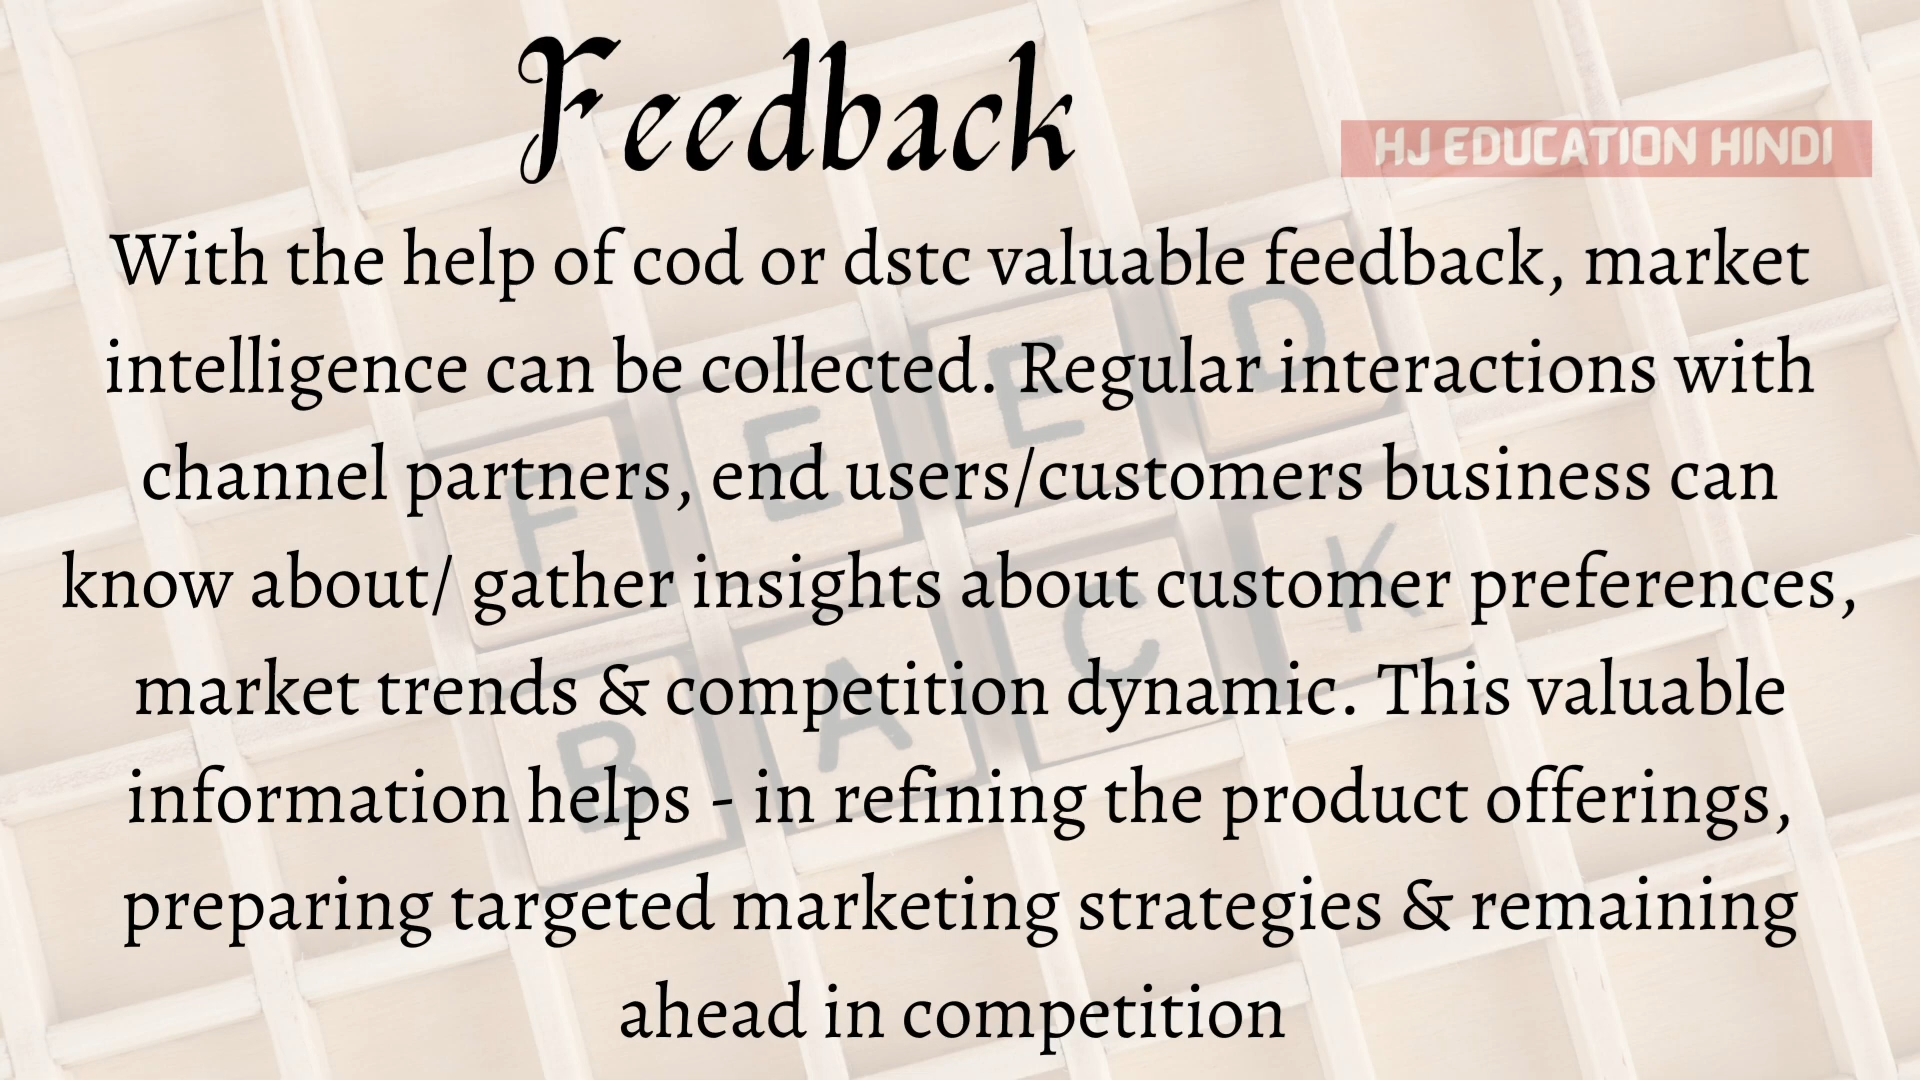 Feedback
HJ EDUCATION HINDI
With the help of cod or dstc valuable feedback, market
intelligence can be collected. Regular interactions with
channel partners, end users/customers business can
know about/ gather insights about customer preferences,
market trends & competition dynamic. This valuable
information helps - in refining the product offerings,
preparing targeted marketing strategies & remaining
ahead in competition
F E E D
B A C K